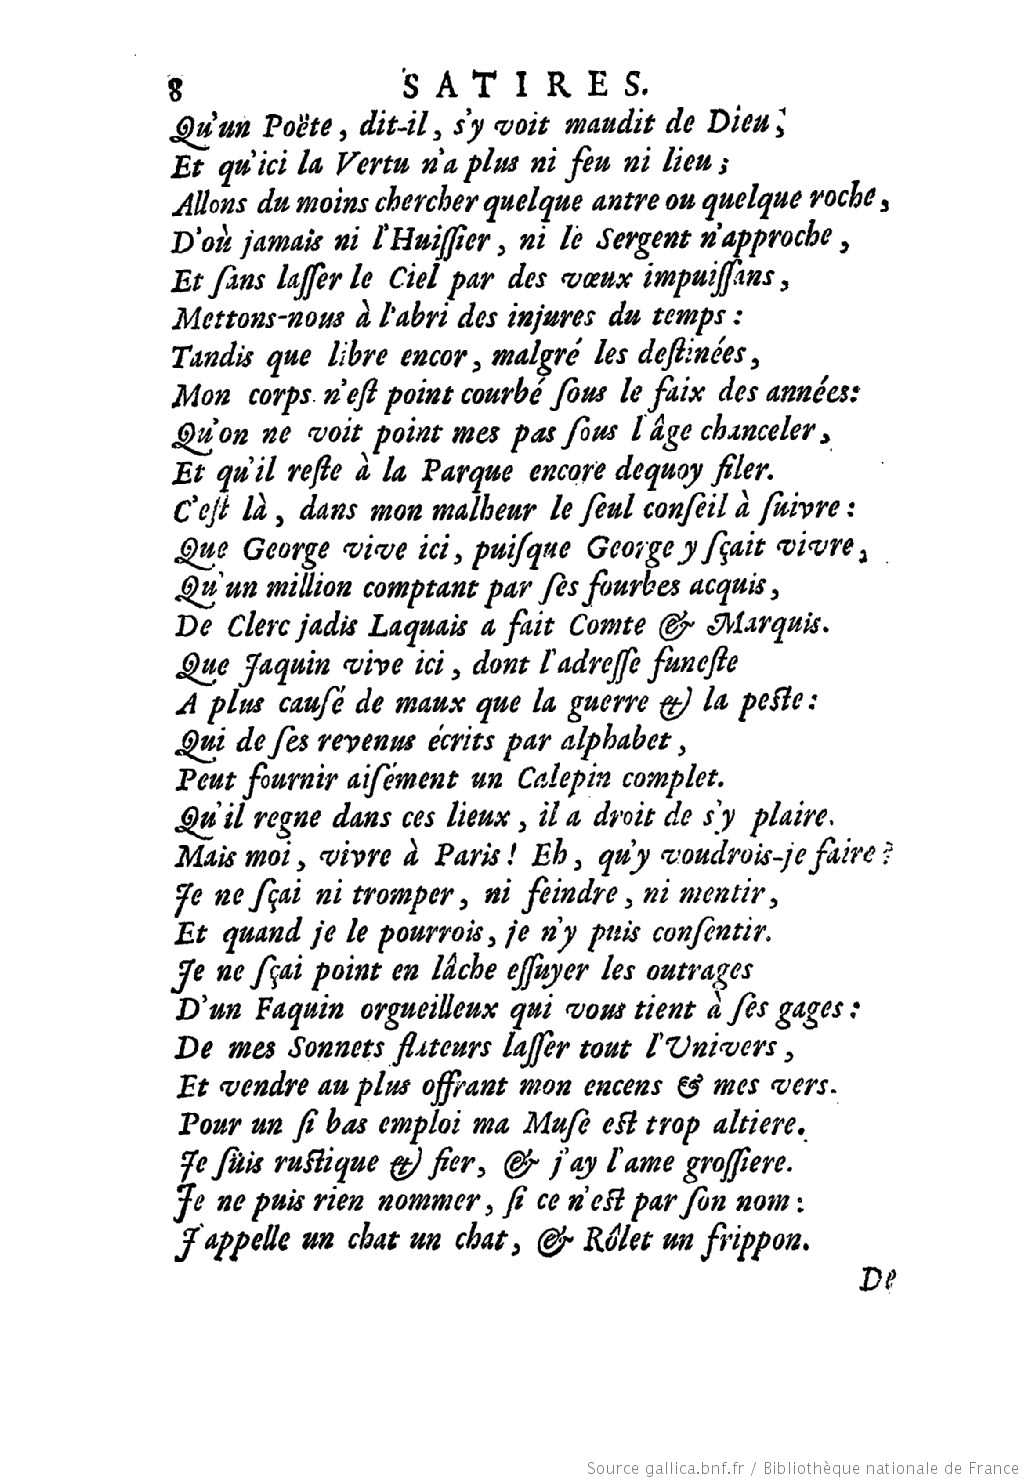 8 SATIRES.
Qu'un Poëte, dit-il, s'y voit maudit de Dieu;
Et qu'ici la Vertu n'a plus ni feu ni lieu;
Allons du moins chercher quelque antre ou quelque roche,
D'où jamais ni l'Huiſſier, ni le Sergent n'approche,
Et ſans laſſer le Ciel par des vœux impuiſſans,
Mettons-nous à l'abri des injures du temps:
Tandis que libre encor, malgré les deſtinées,
Mon corps n'eſt point courbé ſous le faix des années:
Qu'on ne voit point mes pas ſous l'âge chanceler,
Et qu'il reſte à la Parque encore dequoy filer.
C'eſt là, dans mon malheur le ſeul conſeil à ſuivre:
Que George vive ici, puiſque George y ſçait vivre,
Qu'un million comptant par ſes fourbes acquis,
De Clerc jadis Laquais a fait Comte & Marquis.
Que Jaquin vive ici, dont l'adreſſe funeſte
A plus cauſé de maux que la guerre & la peſte:
Qui de ſes revenus écrits par alphabet,
Peut fournir aiſément un Calepin complet.
Qu'il regne dans ces lieux, il a droit de s'y plaire.
Mais moi, vivre à Paris! Eh, qu'y voudrois-je faire?
Je ne ſçai ni tromper, ni feindre, ni mentir,
Et quand je le pourrois, je n'y puis conſentir.
Je ne ſçai point en lâche eſſuyer les outrages
D'un Faquin orgueilleux qui vous tient à ſes gages:
De mes Sonnets flateurs laſſer tout l'Univers,
Et vendre au plus offrant mon encens & mes vers.
Pour un ſi bas emploi ma Muſe eſt trop altiere.
Je ſuis ruſtique & fier, & j'ay l'ame groſſiere.
Je ne puis rien nommer, ſi ce n'eſt par ſon nom:
J'appelle un chat un chat, & Rôlet un frippon.
De
Source gallica.bnf.fr / Bibliothèque nationale de France